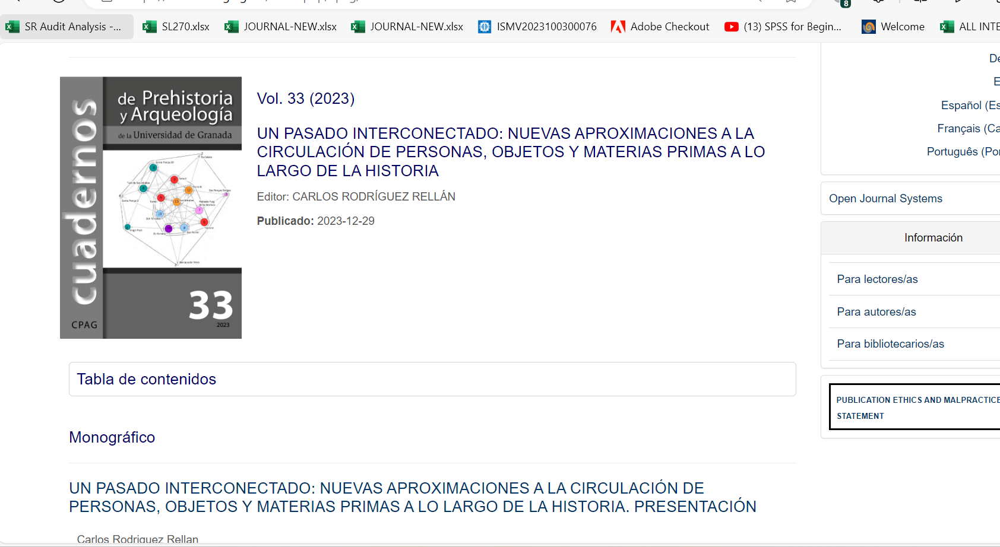 8
SR Audit Analysis -...
SL270.xlsx
JOURNAL-NEW.xlsx
JOURNAL-NEW.xlsx
ISMV2023100300076
Adobe Checkout
(13) SPSS for Begin...
Welcome
ALL INTE
cuadernos
de Prehistoria
y Arqueología
de la Universidad de Granada
33
2023
CPAG
Vol. 33 (2023)
UN PASADO INTERCONECTADO: NUEVAS APROXIMACIONES A LA
CIRCULACIÓN DE PERSONAS, OBJETOS Y MATERIAS PRIMAS A LO
LARGO DE LA HISTORIA
Editor: CARLOS RODRÍGUEZ RELLÁN
Publicado: 2023-12-29
Tabla de contenidos
Monográfico
UN PASADO INTERCONECTADO: NUEVAS APROXIMACIONES A LA CIRCULACIÓN DE
PERSONAS, OBJETOS Y MATERIAS PRIMAS A LO LARGO DE LA HISTORIA. PRESENTACIÓN
Carlos Rodriguez Rellan
De
E
Español (Es
Français (Ca
Português (Por
Open Journal Systems
Información
Para lectores/as
Para autores/as
Para bibliotecarios/as
PUBLICATION ETHICS AND MALPRACTICE
STATEMENT